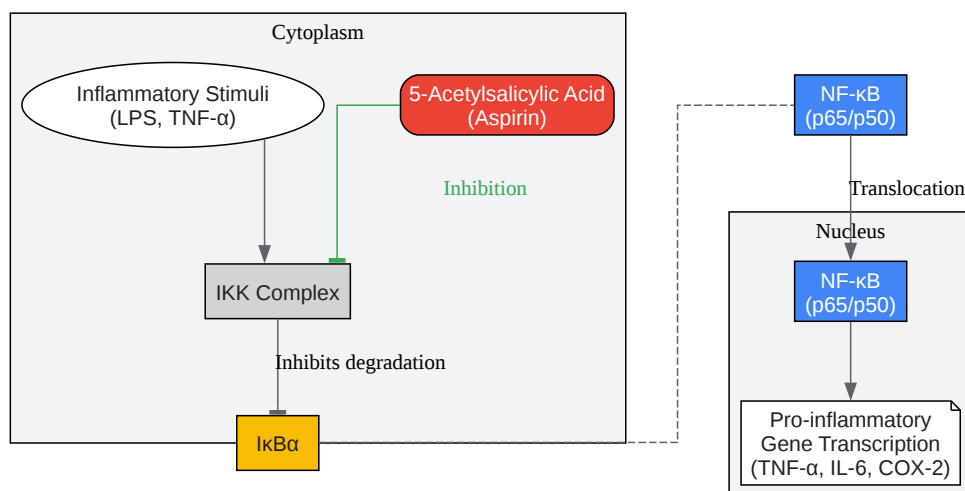 Cytoplasm
Inflammatory Stimuli
(LPS, TNF-α)
5-Acetylsalicylic Acid
(Aspirin)
NF-κB
(p65/p50)
Inhibition
Translocation
Nucleus
IKK Complex
NF-κB
(p65/p50)
Inhibits degradation
IκBα
Pro-inflammatory
Gene Transcription
(TNF-α, IL-6, COX-2)